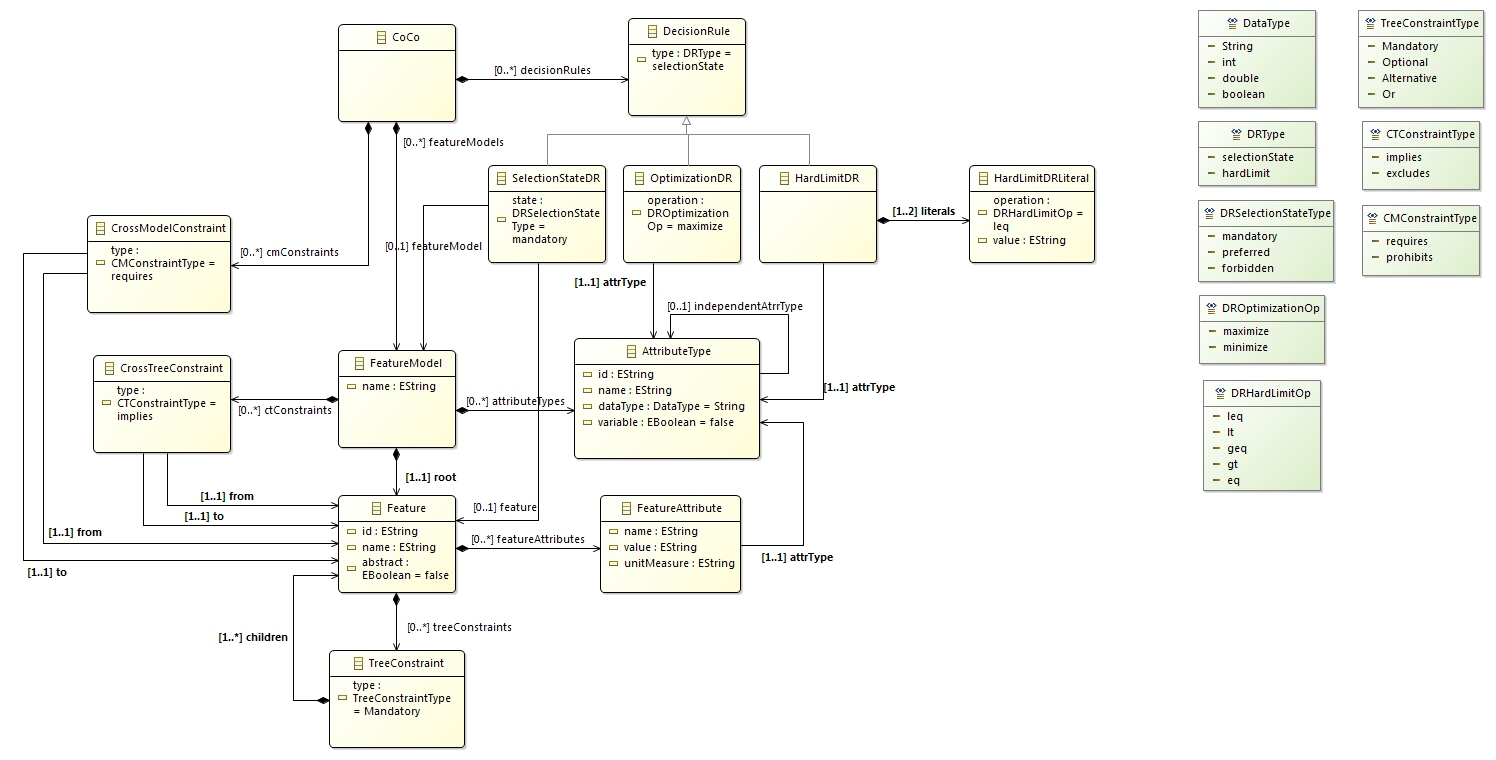 CoCo
[0..*] decisionRules
DecisionRule
type : DRType =
selectionState
[0..*] featureModels
SelectionStateDR
state :
DRSelectionState
Type =
mandatory
OptimizationDR
operation :
DROptimization
Op = maximize
HardLimitDR
[1..2] literals
HardLimitDRLiteral
operation :
DRHardLimitOp =
leq
value : EString
CrossModelConstraint
type :
CMConstraintType =
requires
[0..*] cmConstraints
[0..1] featureModel
[1..1] attrType
[0..1] independentAtrrType
CrossTreeConstraint
type :
CTConstraintType =
implies
[0..*] ctConstraints
FeatureModel
name : EString
[0..*] attributeTypes
AttributeType
id : EString
name : EString
dataType : DataType = String
variable : EBoolean = false
[1..1] attrType
[1..1] root
[1..1] from
[1..1] to
[1..1] from
[1..1] to
Feature
id : EString
name : EString
abstract :
EBoolean = false
[0..1] feature
[0..*] featureAttributes
FeatureAttribute
name : EString
value : EString
unitMeasure : EString
[1..1] attrType
[1..*] children
[0..*] treeConstraints
TreeConstraint
type :
TreeConstraintType
= Mandatory
DataType
String
int
double
boolean
TreeConstraintType
Mandatory
Optional
Alternative
Or
DRType
selectionState
hardLimit
CTConstraintType
implies
excludes
DRSelectionStateType
mandatory
preferred
forbidden
CMConstraintType
requires
prohibits
DROptimizationOp
maximize
minimize
DRHardLimitOp
leq
lt
geq
gt
eq